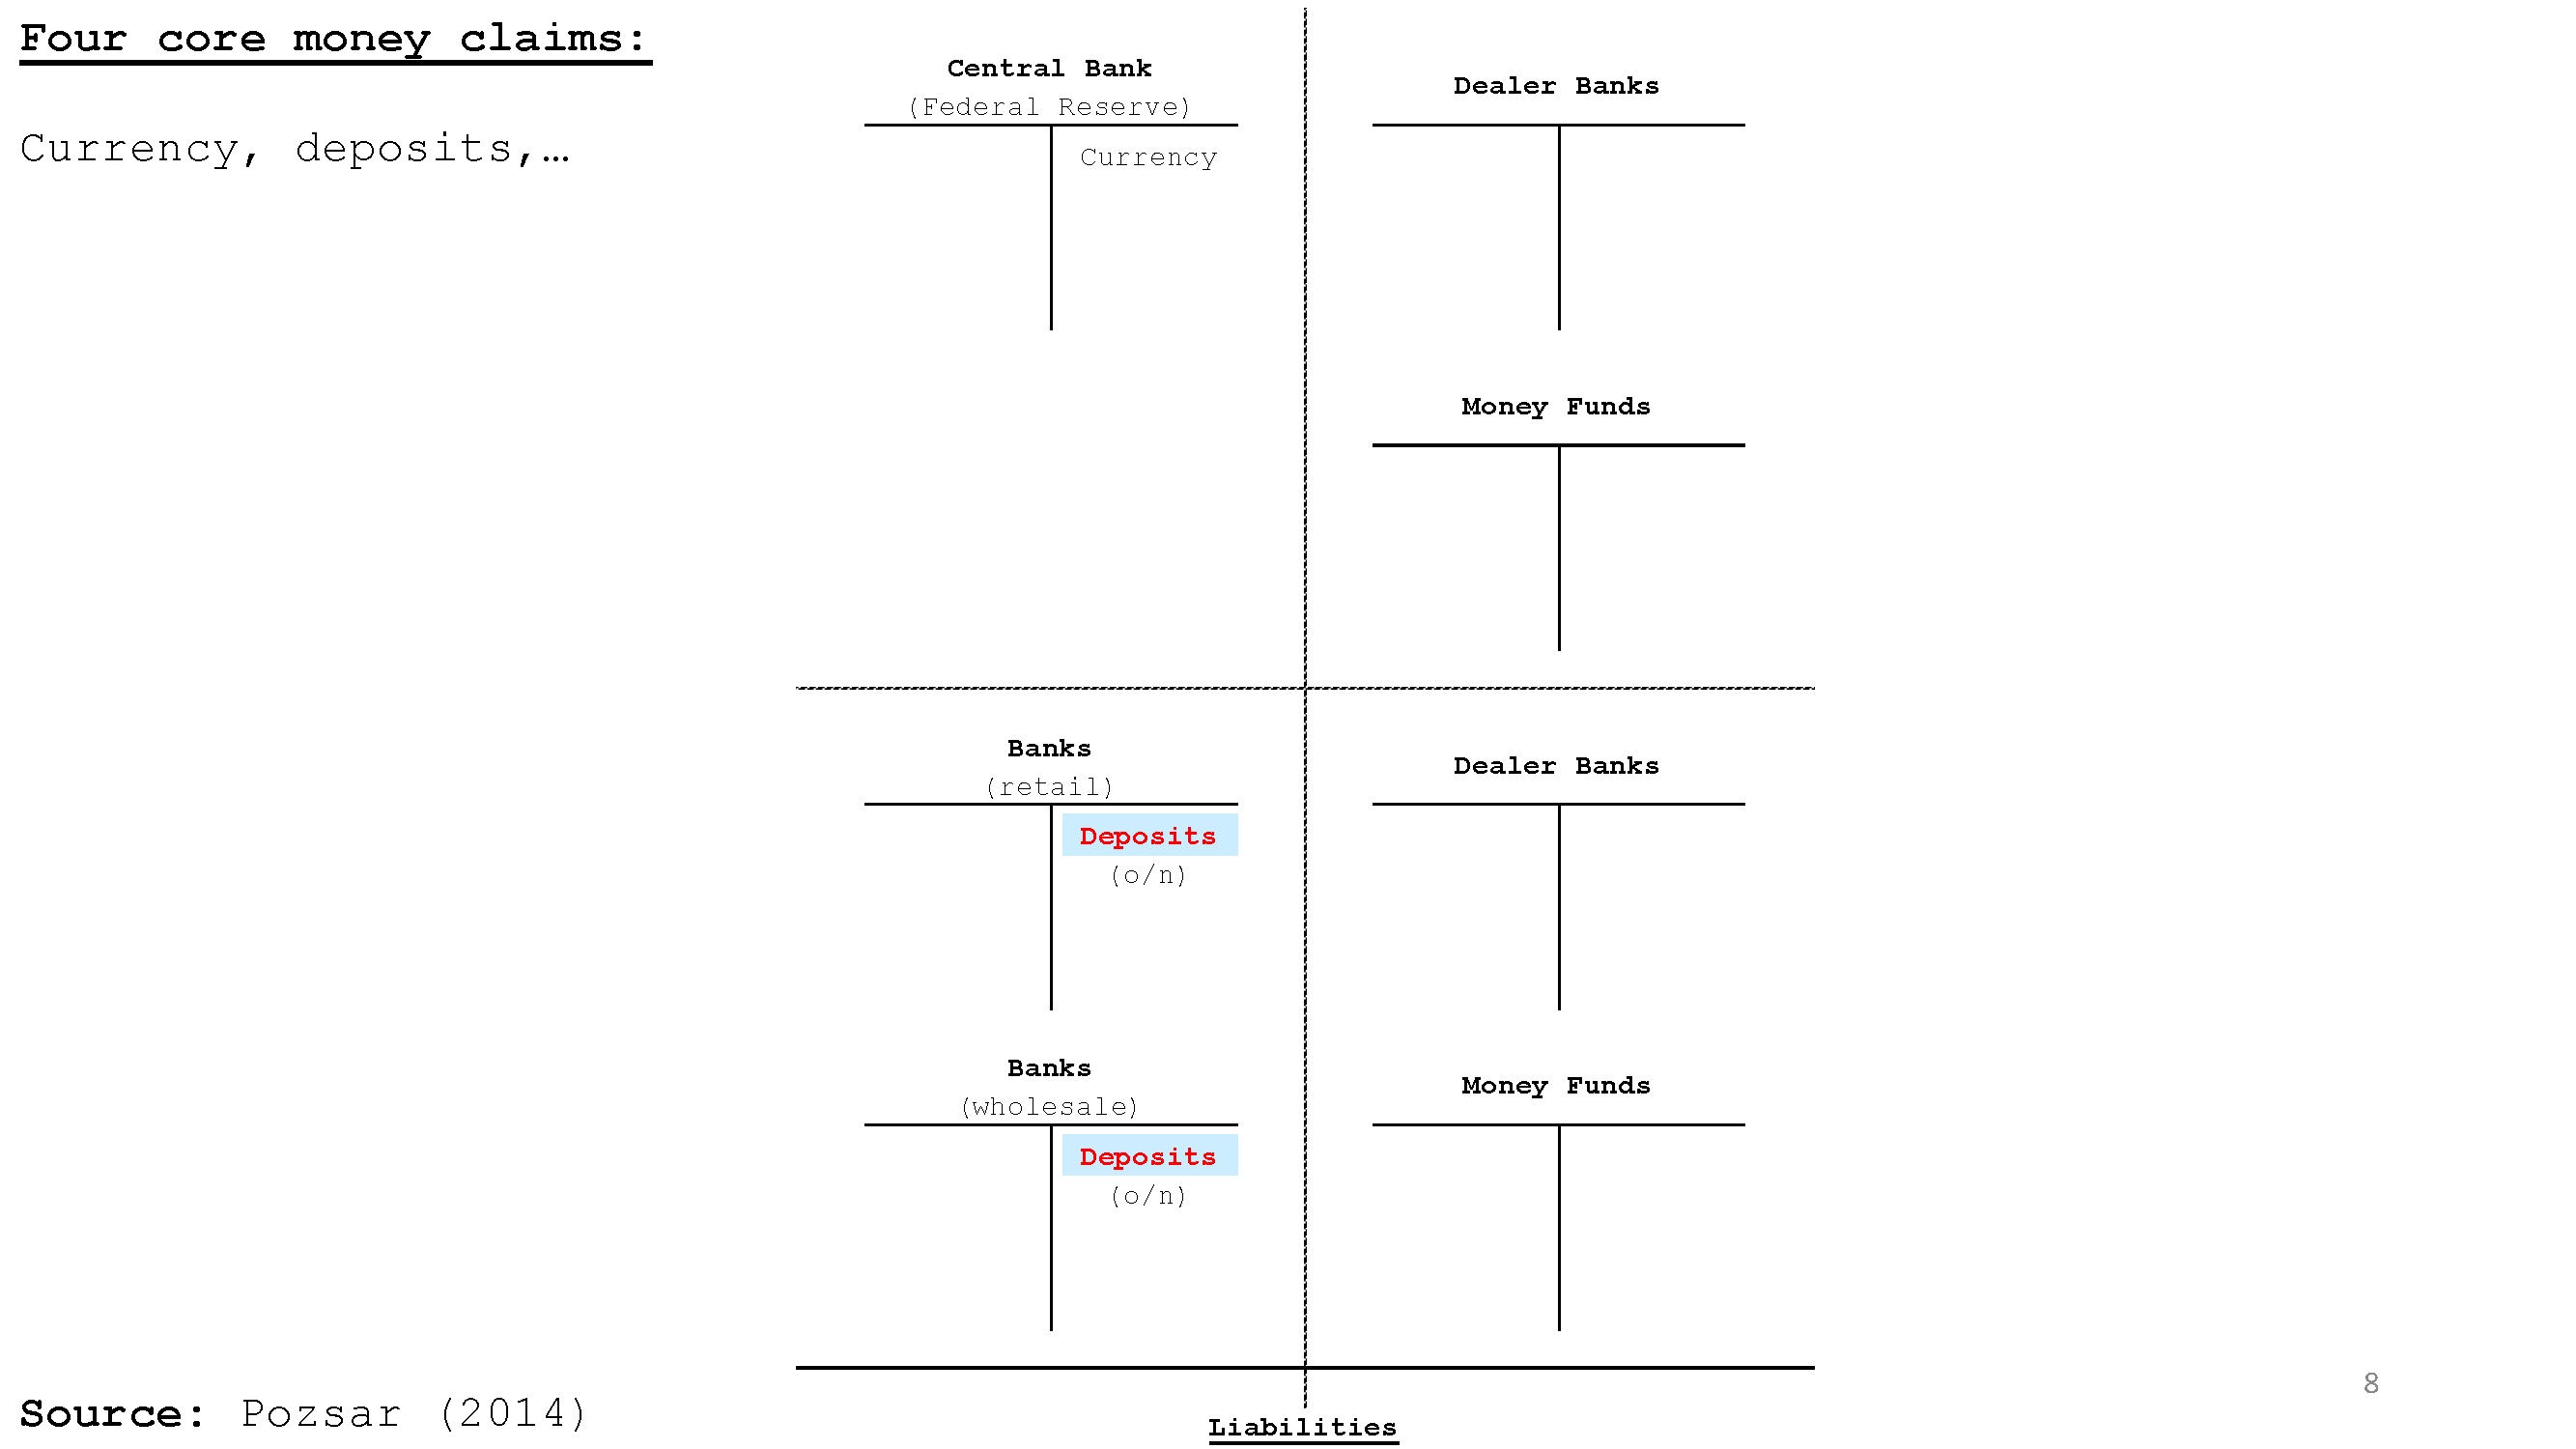 Four core money claims:
Currency, deposits,…
Central Bank
(Federal Reserve)
Currency
Dealer Banks
Money Funds
Banks
(retail)
Deposits
(o/n)
Dealer Banks
Banks
(wholesale)
Deposits
(o/n)
Money Funds
Liabilities
Source: Pozsar (2014)
8